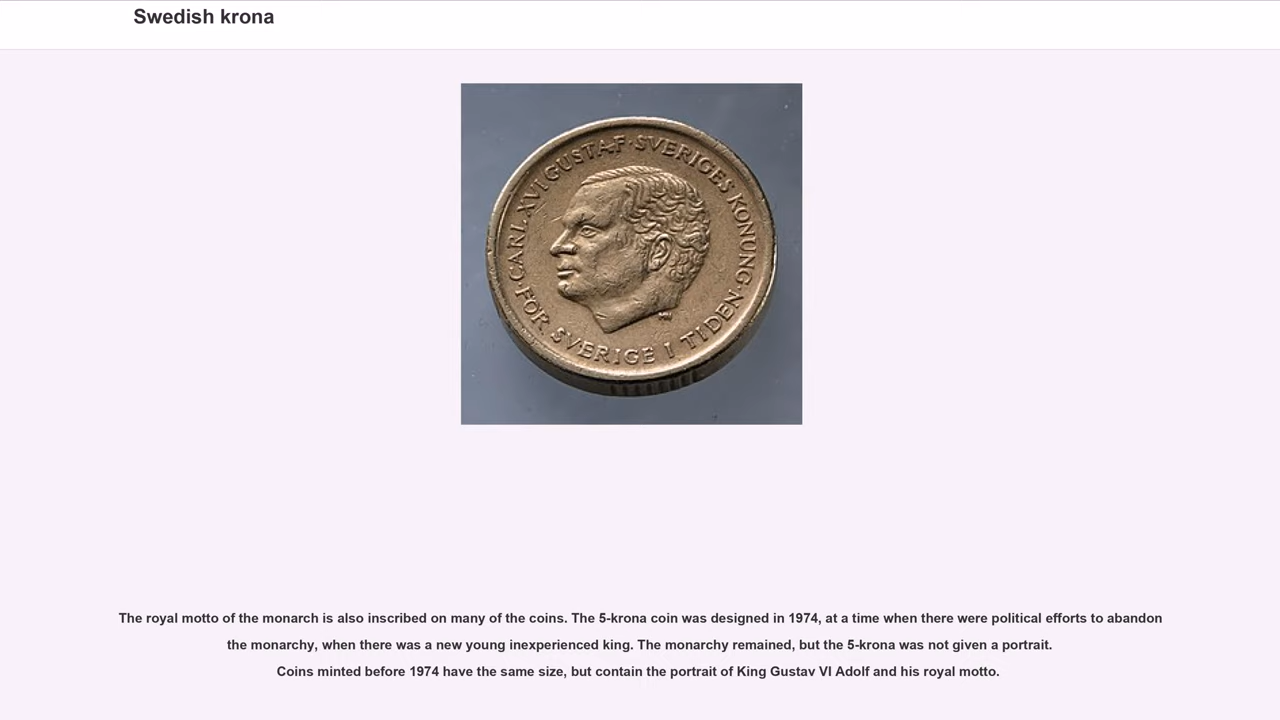 Swedish krona
CARL XVI GUSTAF · SVERIGES KONUNG ·
FÖR SVERIGE I TIDEN ·
The royal motto of the monarch is also inscribed on many of the coins. The 5-krona coin was designed in 1974, at a time when there were political efforts to abandon
the monarchy, when there was a new young inexperienced king. The monarchy remained, but the 5-krona was not given a portrait.
Coins minted before 1974 have the same size, but contain the portrait of King Gustav VI Adolf and his royal motto.